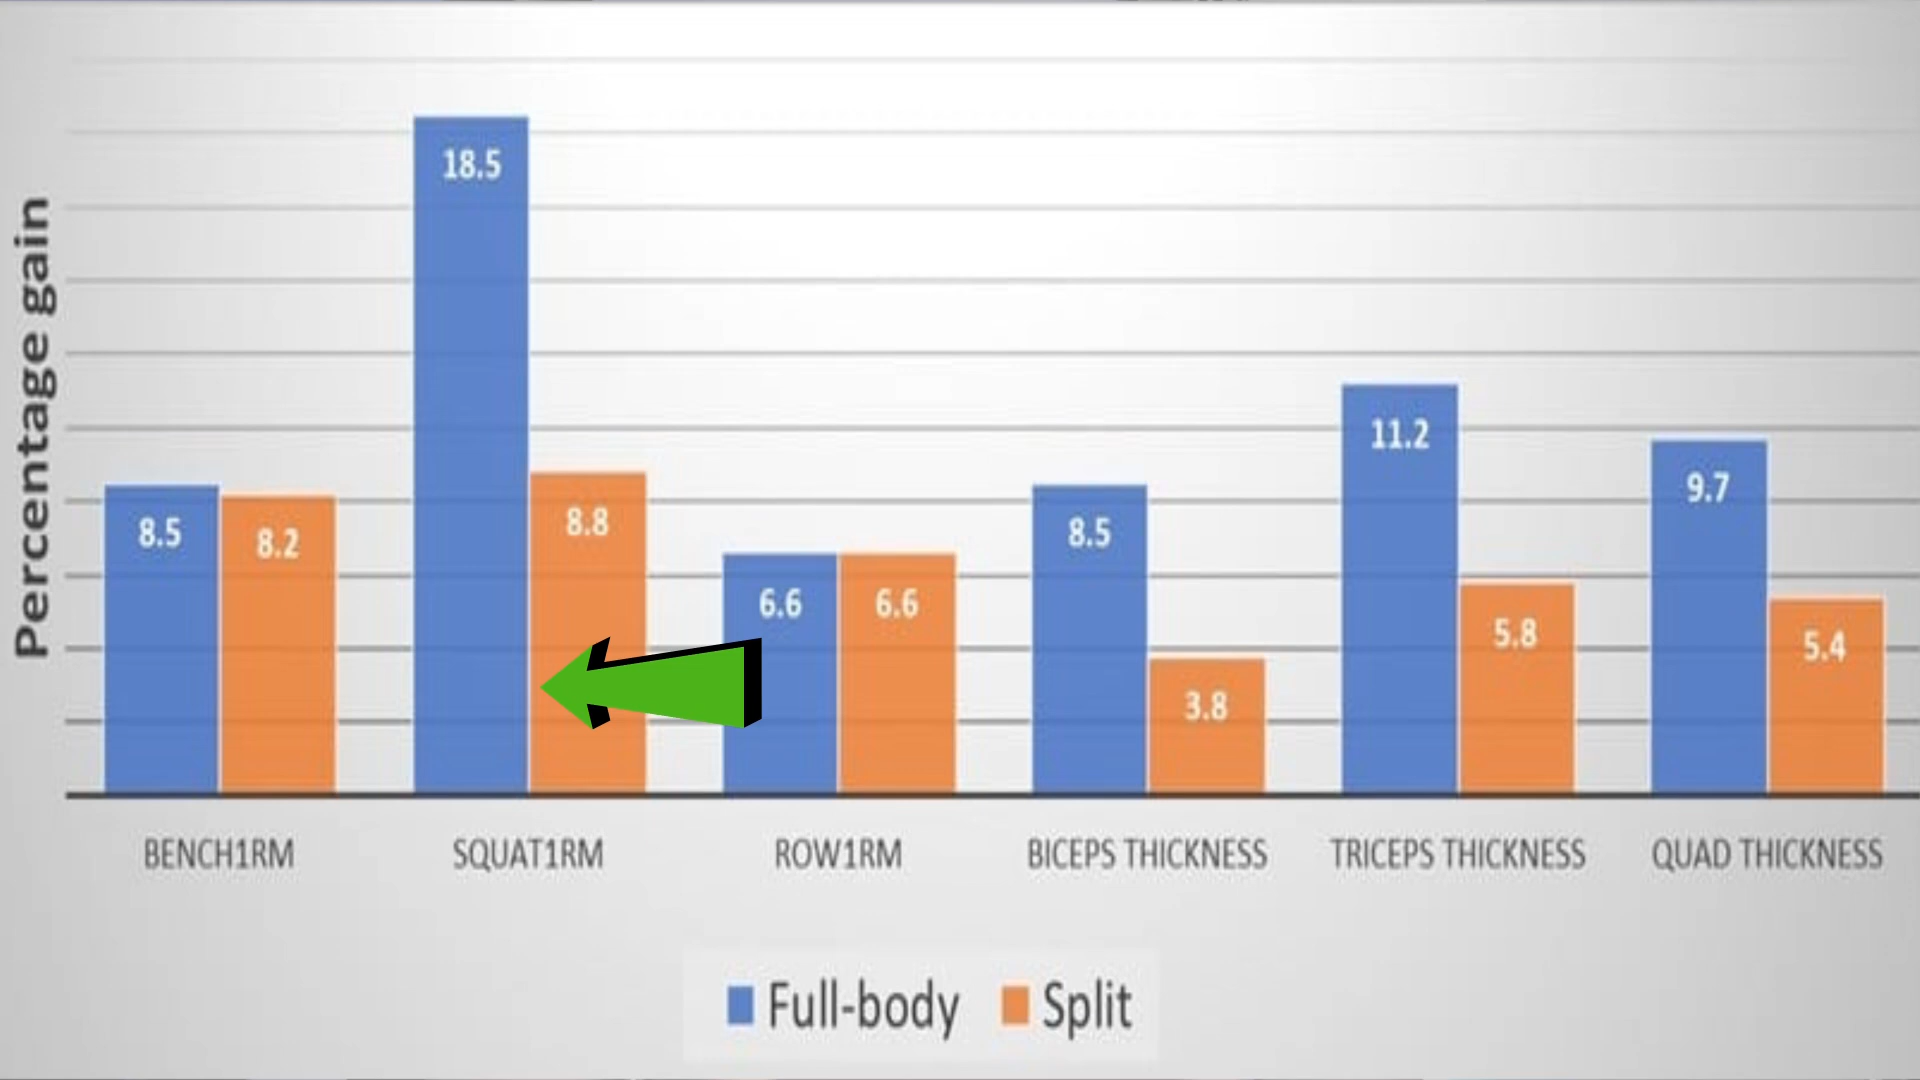 Percentage gain
18.5
8.5
8.2
8.8
6.6
6.6
8.5
3.8
11.2
5.8
9.7
5.4
BENCH1RM
SQUAT1RM
ROW1RM
BICEPS THICKNESS
TRICEPS THICKNESS
QUAD THICKNESS
Full-body
Split